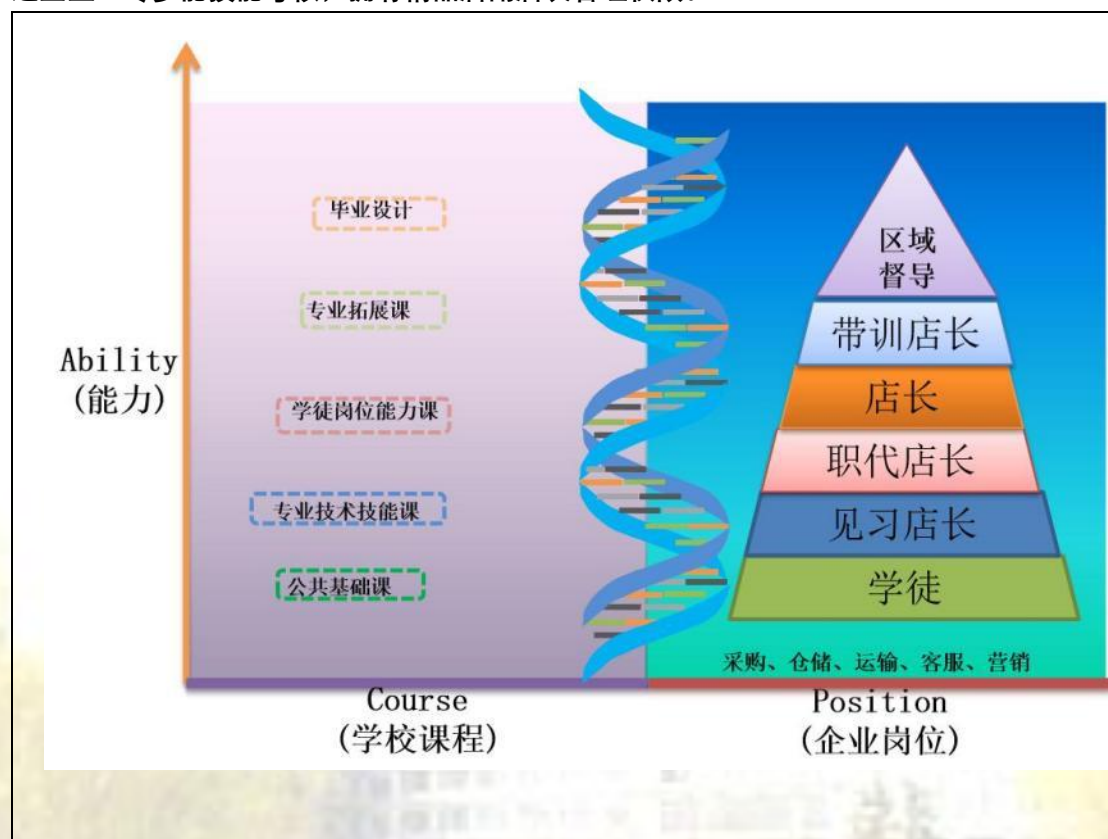 毕业设计
专业拓展课
学徒岗位能力课
专业技术技能课
公共基础课
Ability
(能力)
区域
督导
带训店长
店长
职代店长
见习店长
学徒
采购、仓储、运输、客服、营销
Course
(学校课程)
Position
(企业岗位)